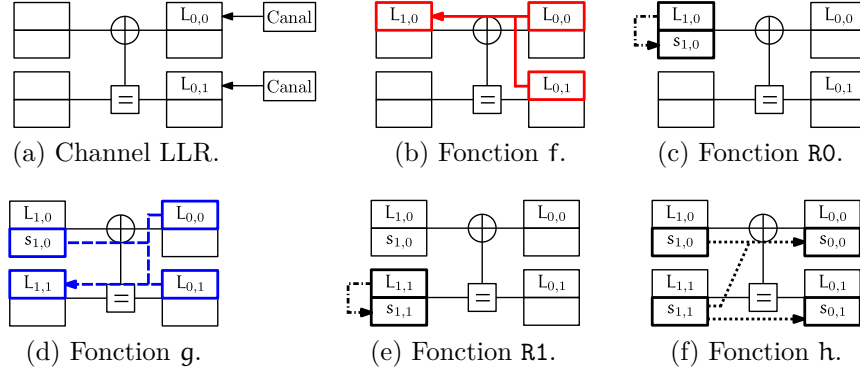 L0,0 Canal
L0,1 Canal
=
(a) Channel LLR.
L1,0 L0,0
L0,1
=
(b) Fonction f.
L1,0 L0,0
s1,0
L0,1
=
(c) Fonction R0.
L1,0 L0,0
s1,0
L1,1 L0,1
=
(d) Fonction g.
L1,0 L0,0
s1,0
L1,1 L0,1
s1,1
=
(e) Fonction R1.
L1,0 L0,0
s1,0 s0,0
L1,1 L0,1
s1,1 = s0,1
(f) Fonction h.